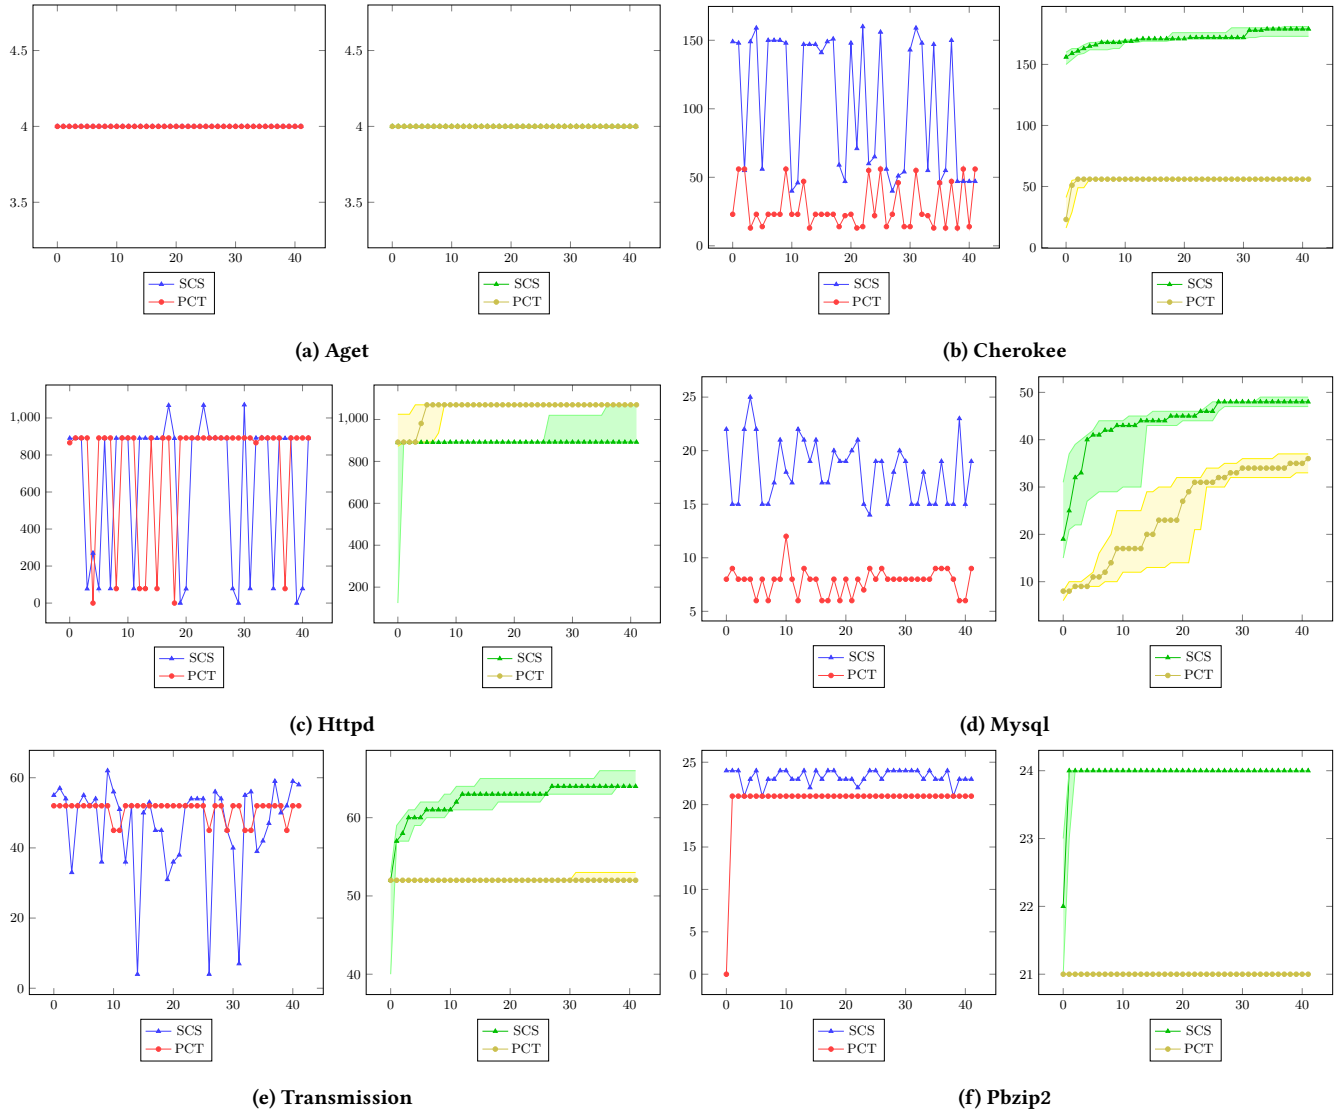 4.5
4
3.5
0 10 20 30 40
SCS
PCT
4.5
4
3.5
0 10 20 30 40
SCS
PCT
(a) Aget
150
100
50
0
0 10 20 30 40
SCS
PCT
150
100
50
0
0 10 20 30 40
SCS
PCT
(b) Cherokee
1,000
800
600
400
200
0
0 10 20 30 40
SCS
PCT
1,000
800
600
400
200
0 10 20 30 40
SCS
PCT
(c) Httpd
25
20
15
10
5
0 10 20 30 40
SCS
PCT
50
40
30
20
10
0 10 20 30 40
SCS
PCT
(d) Mysql
60
40
20
0
0 10 20 30 40
SCS
PCT
60
50
40
0 10 20 30 40
SCS
PCT
(e) Transmission
25
20
15
10
5
0
0 10 20 30 40
SCS
PCT
24
23
22
21
0 10 20 30 40
SCS
PCT
(f) Pbzip2